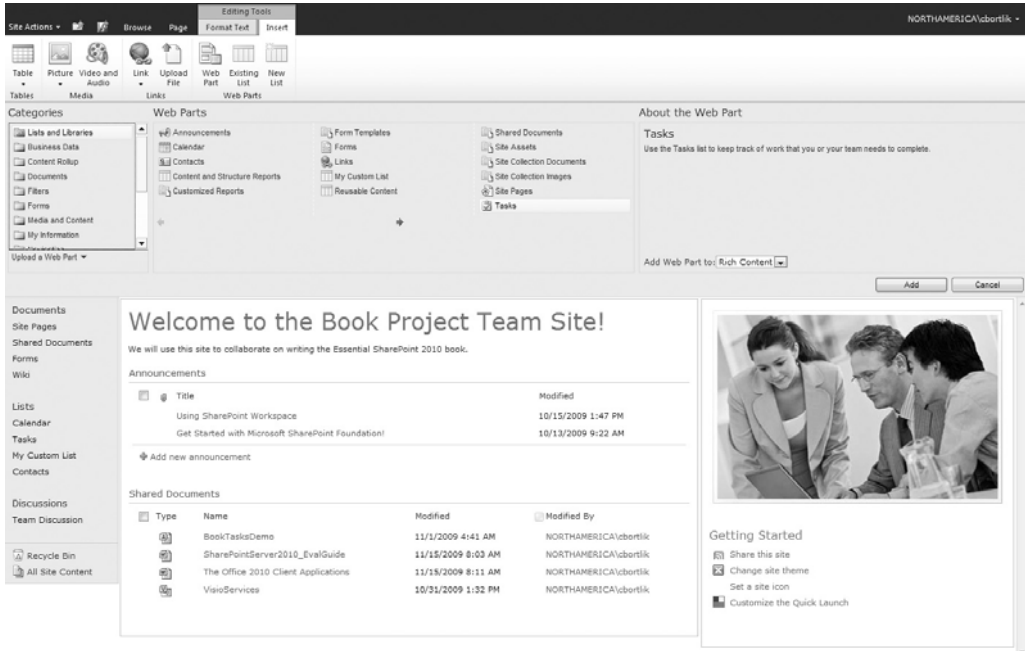 Editing Tools
Site Actions Browse Page Format Text Insert NORTHAMERICA\cbortlik
Table Picture Video and Audio Link Upload File Web Part Existing List New List
Tables Media Links Web Parts
Categories
Lists and Libraries
Business Data
Content Rollup
Documents
Filters
Forms
Media and Content
My Information
Upload a Web Part
Web Parts
Announcements
Calendar
Contacts
Content and Structure Reports
Customized Reports
Form Templates
Forms
Links
My Custom List
Reusable Content
Shared Documents
Site Assets
Site Collection Documents
Site Collection Images
Site Pages
Tasks
About the Web Part
Tasks
Use the Tasks list to keep track of work that you or your team needs to complete.
Add Web Part to: Rich Content
Add Cancel
Documents
Site Pages
Shared Documents
Forms
Wiki
Lists
Calendar
Tasks
My Custom List
Contacts
Discussions
Team Discussion
Recycle Bin
All Site Content
Welcome to the Book Project Team Site!
We will use this site to collaborate on writing the Essential SharePoint 2010 book.
Announcements
Title Modified
Using SharePoint Workspace 10/15/2009 1:47 PM
Get Started with Microsoft SharePoint Foundation! 10/13/2009 9:22 AM
Add new announcement
Shared Documents
Type Name Modified Modified By
BookTasksDemo 11/1/2009 4:41 AM NORTHAMERICA\cbortlik
SharePointServer2010_EvalGuide 11/15/2009 8:03 AM NORTHAMERICA\cbortlik
The Office 2010 Client Applications 11/15/2009 8:11 AM NORTHAMERICA\cbortlik
VisioServices 10/31/2009 1:32 PM NORTHAMERICA\cbortlik
Getting Started
Share this site
Change site theme
Set a site icon
Customize the Quick Launch